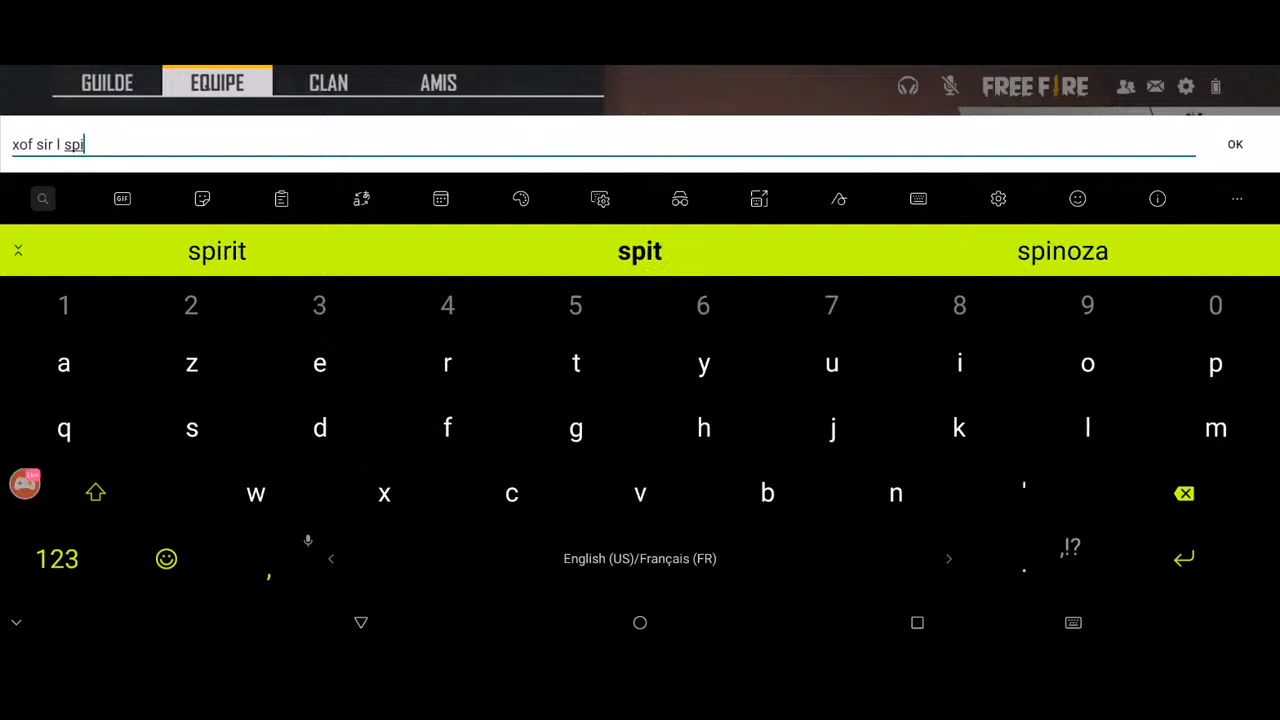 GUILDE EQUIPE CLAN AMIS FREE FIRE
xof sir l spi OK
GIF
spirit spit spinoza
1 2 3 4 5 6 7 8 9 0
a z e r t y u i o p
q s d f g h j k l m
w x c v b n '
123 , English (US)/Français (FR) . ,!?